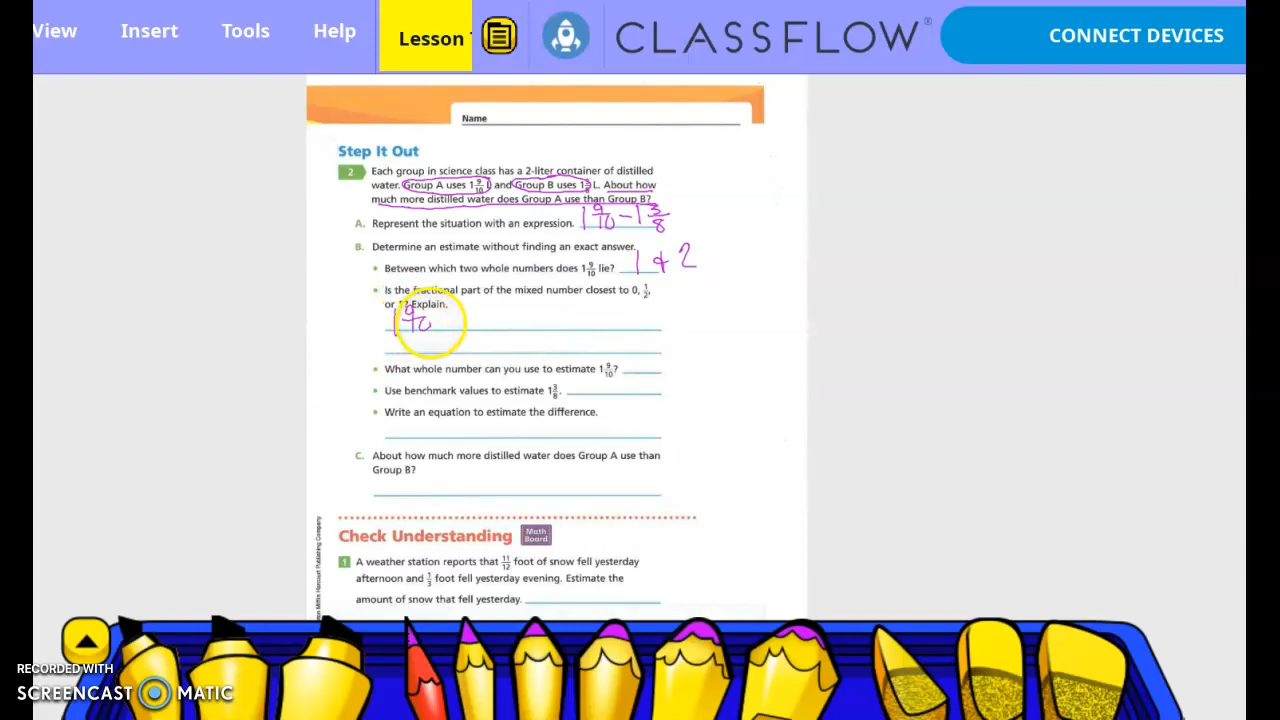 View Insert Tools Help Lesson CLASSFLOW® CONNECT DEVICES
Name
Step It Out
2 Each group in science class has a 2-liter container of distilled
water. Group A uses 1 9/10 L and Group B uses 1 3/8 L. About how
much more distilled water does Group A use than Group B?
A. Represent the situation with an expression. 1 9/10 - 1 3/8
B. Determine an estimate without finding an exact answer.
• Between which two whole numbers does 1 9/10 lie? 1 & 2
• Is the fractional part of the mixed number closest to 0, 1/2,
or 1? Explain.
1 9/10
• What whole number can you use to estimate 1 9/10?
• Use benchmark values to estimate 1 3/8.
• Write an equation to estimate the difference.
C. About how much more distilled water does Group A use than
Group B?
Check Understanding Math Board
1 A weather station reports that 11/12 foot of snow fell yesterday
afternoon and 1/3 foot fell yesterday evening. Estimate the
amount of snow that fell yesterday.
Mifflin Harcourt Publishing Company
RECORDED WITH
SCREENCAST MATIC